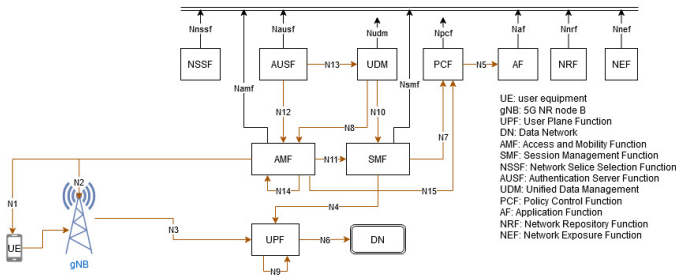 Nnssf
Nausf
Nudm
Npcf
Naf
Nnrf
Nnef
NSSF
AUSF
N13
UDM
PCF
N5
AF
NRF
NEF
Namf
Nsmf
N12
N10
N8
N7
AMF
N11
SMF
N14
N15
N2
N1
N4
N3
UE
gNB
UPF
N6
DN
N9
UE: user equipment
gNB: 5G NR node B
UPF: User Plane Function
DN: Data Network
AMF: Access and Mobility Function
SMF: Session Management Function
NSSF: Network Selice Selection Function
AUSF: Authentication Server Function
UDM: Unified Data Management
PCF: Policy Control Function
AF: Application Function
NRF: Network Repository Function
NEF: Network Exposure Function